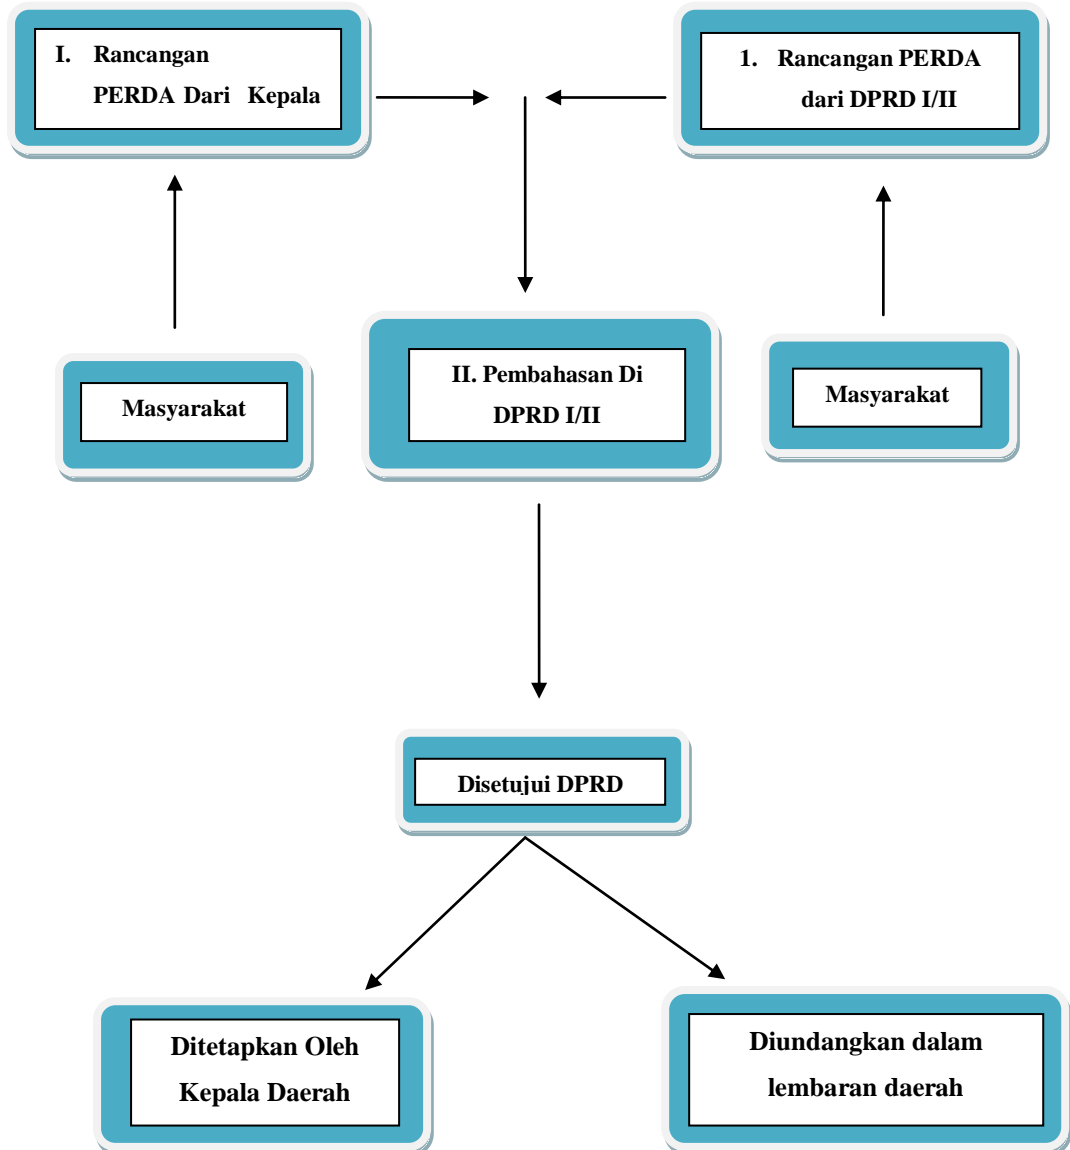 I. Rancangan
PERDA Dari Kepala
1. Rancangan PERDA
dari DPRD I/II
Masyarakat
II. Pembahasan Di
DPRD I/II
Masyarakat
Disetujui DPRD
Ditetapkan Oleh
Kepala Daerah
Diundangkan dalam
lembaran daerah